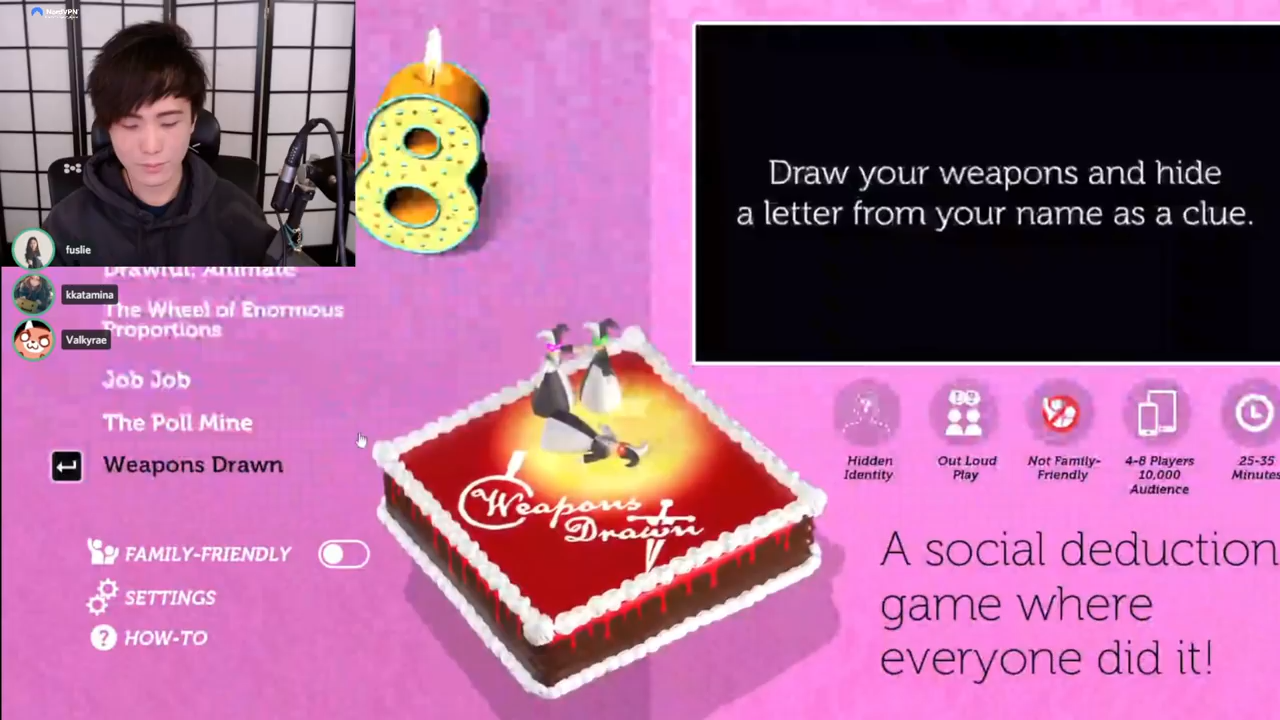 NordVPN
fuslie
kkatamina
Valkyrae
Drawful: Animate
The Wheel of Enormous
Proportions
Job Job
The Poll Mine
Weapons Drawn
FAMILY-FRIENDLY
SETTINGS
HOW-TO
Weapons
Drawn
Draw your weapons and hide
a letter from your name as a clue.
Hidden
Identity
Out Loud
Play
Not Family-
Friendly
4-8 Players
10,000
Audience
25-35
Minutes
A social deduction
game where
everyone did it!